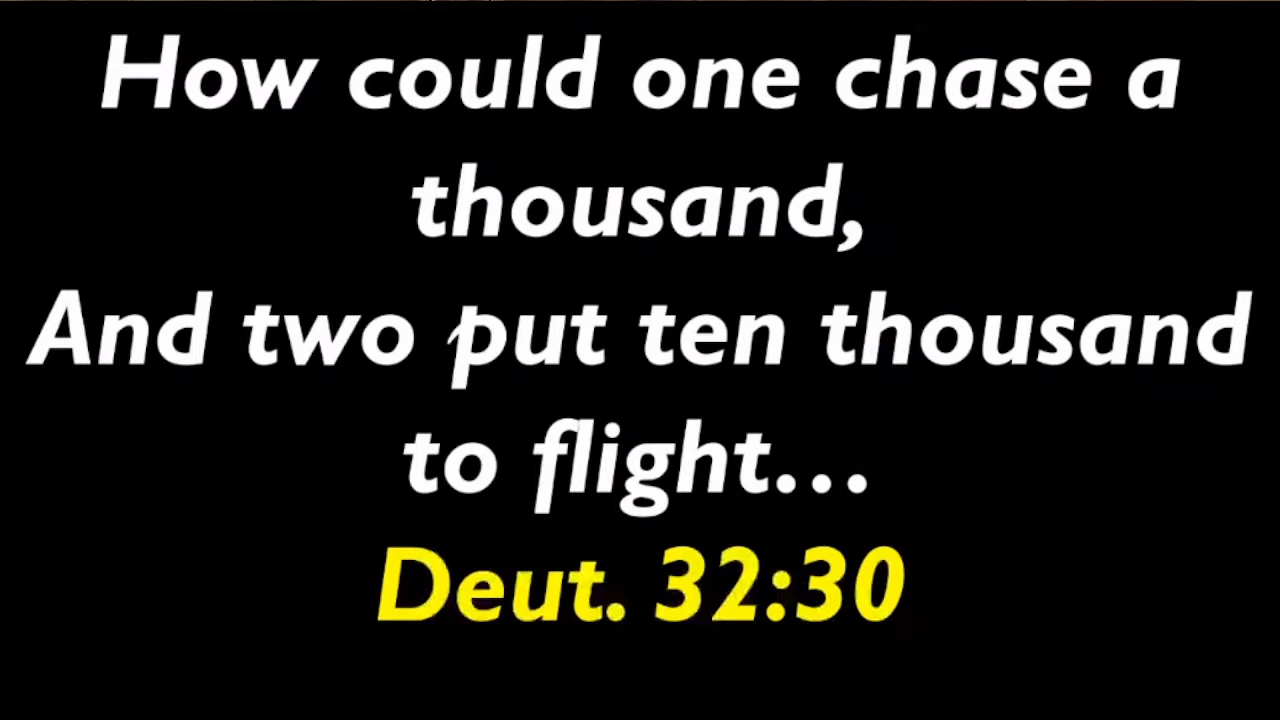 How could one chase a
thousand,
And two put ten thousand
to flight...
Deut. 32:30